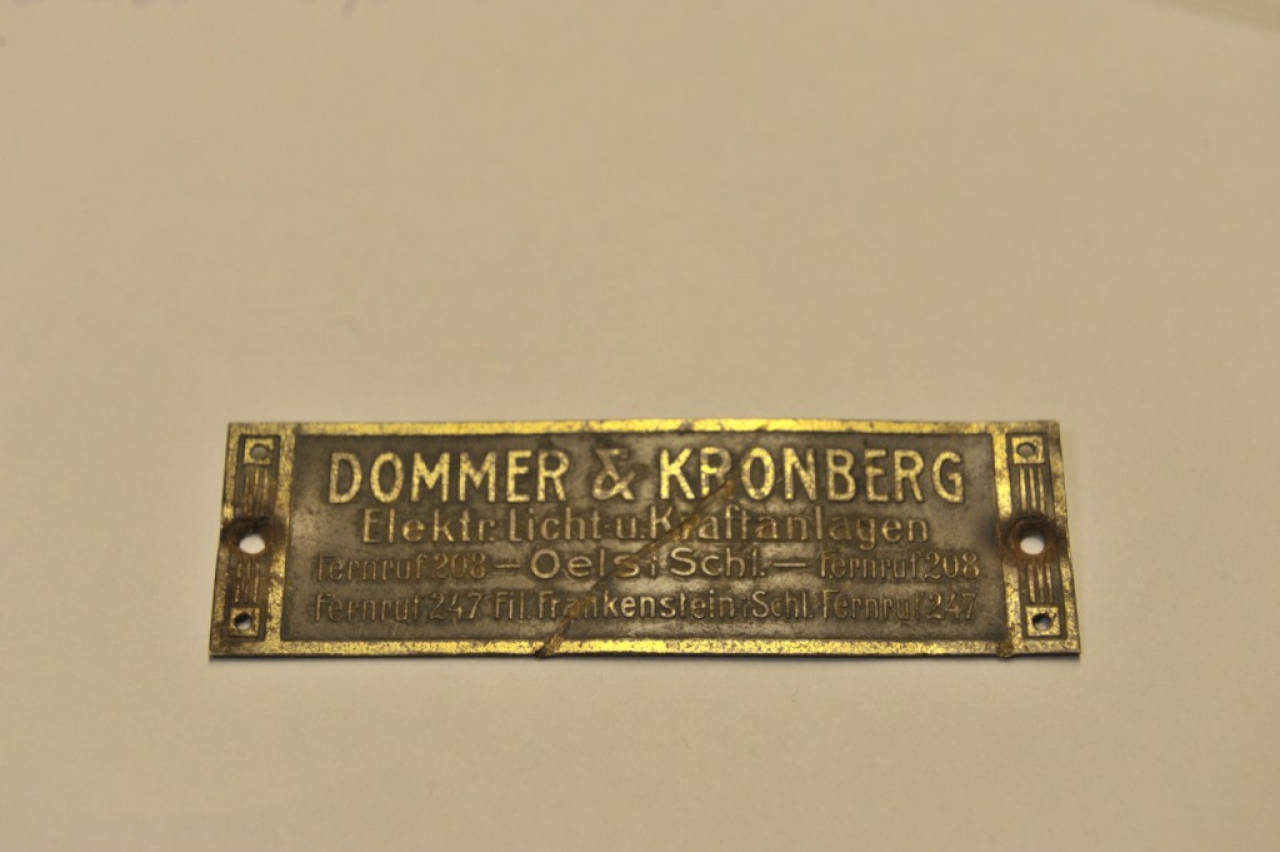 DOMMER & KRONBERG
Elektr. Licht- u. Kraftanlagen
Fernruf 208 — Oels i Schl. — Fernruf 208
Fernruf 247 Fil. Frankenstein i Schl. Fernruf 247